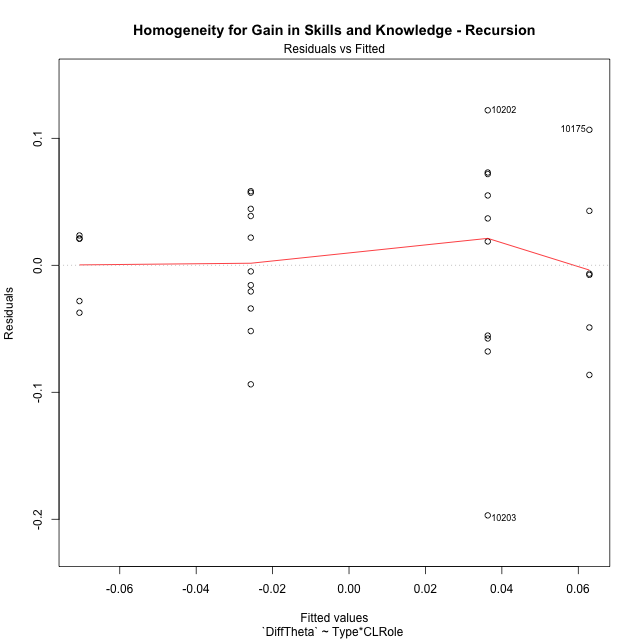 Homogeneity for Gain in Skills and Knowledge - Recursion
Residuals vs Fitted
10202
10175
0.1
0.0
-0.1
-0.2
Residuals
10203
-0.06 -0.04 -0.02 0.00 0.02 0.04 0.06
Fitted values
`DiffTheta` ~ Type*CLRole